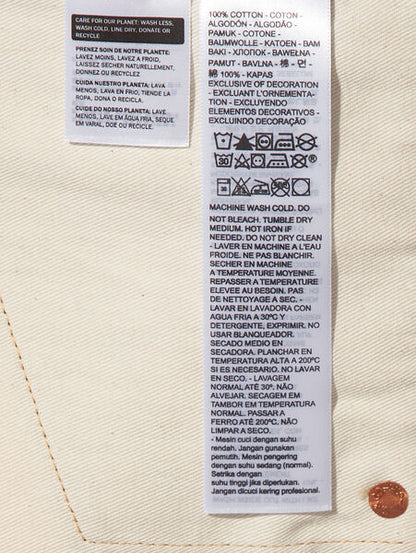 CARE FOR OUR PLANET: WASH LESS,
WASH COLD, LINE DRY, DONATE OR
RECYCLE
PRENEZ SOIN DE NOTRE PLANETE:
LAVEZ MOINS, LAVEZ A FROID,
LAISSEZ SECHER NATURELLEMENT,
DONNEZ OU RECYCLEZ
CUIDA NUESTRO PLANETA: LAVA
MENOS, LAVA EN FRIO, TIENDE LA
ROPA, DONA O RECICLA.
CUIDE DO NOSSO PLANETA: LAVE
MENOS, LAVE EM ÁGUA FRIA, SEQUE
EM VARAL, DOE OU RECICLE.
100% COTTON - COTON -
ALGODÓN - ALGODÃO -
PAMUK - COTONE -
BAUMWOLLE - KATOEN - BAM
BAKI - ХЛОПОК - BAWEŁNA -
PAMUT - BAVLNA - 棉 - 면 -
棉 100% - KAPAS
EXCLUSIVE OF DECORATION
- EXCLUANT L'ORNEMENTA-
TION - EXCLUYENDO
ELEMENTOS DECORATIVOS -
EXCLUINDO DECORAÇÃO
MACHINE WASH COLD. DO
NOT BLEACH. TUMBLE DRY
MEDIUM. HOT IRON IF
NEEDED. DO NOT DRY CLEAN
- LAVER EN MACHINE A L'EAU
FROIDE. NE PAS BLANCHIR.
SECHER EN MACHINE
A TEMPERATURE MOYENNE.
REPASSER A TEMPERATURE
ELEVEE AU BESOIN. PAS
DE NETTOYAGE A SEC. -
LAVAR EN LAVADORA CON
AGUA FRIA A 30ºC Y
DETERGENTE, EXPRIMIR. NO
USAR BLANQUEADOR.
SECADO MEDIO EN
SECADORA. PLANCHAR EN
TEMPERATURA ALTA A 200ºC
SI ES NECESARIO. NO LAVAR
EN SECO. - LAVAGEM
NORMAL ATÉ 30º. NÃO
ALVEJAR. SECAGEM EM
TAMBOR EM TEMPERATURA
NORMAL. PASSAR A
FERRO ATÉ 200ºC. NÃO
LIMPAR A SECO.
- Mesin cuci dengan suhu
rendah. Jangan gunakan
pemutih. Mesin pengering
dengan suhu sedang (normal).
Setrika dengan
suhu tinggi jika diperlukan.
Jangan dicuci kering profesional.